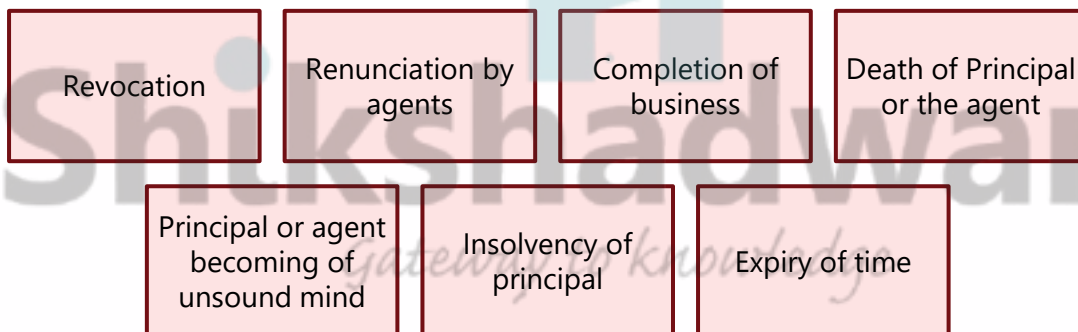 Revocation
Renunciation by
agents
Completion of
business
Death of Principal
or the agent
Principal or agent
becoming of
unsound mind
Insolvency of
principal
Expiry of time
Shikshadwar
Gateway to knowledge